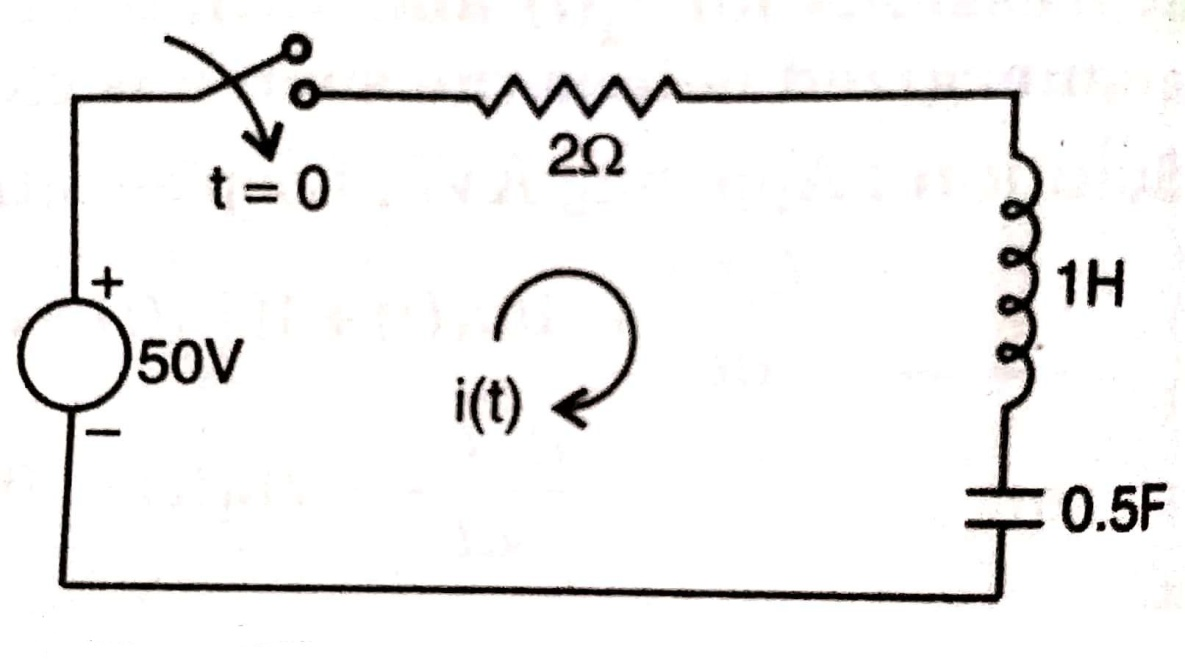 2Ω
t = 0
+
50V
−
i(t)
1H
0.5F